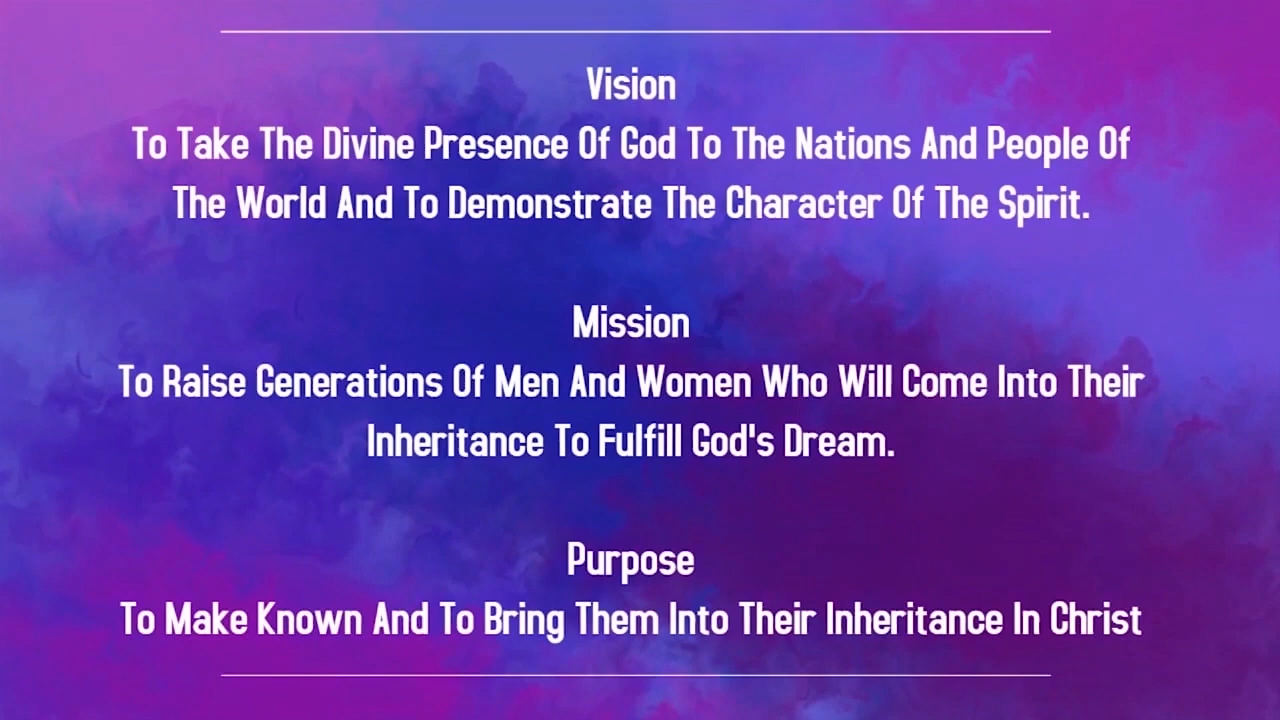 Vision
To Take The Divine Presence Of God To The Nations And People Of
The World And To Demonstrate The Character Of The Spirit.
Mission
To Raise Generations Of Men And Women Who Will Come Into Their
Inheritance To Fulfill God's Dream.
Purpose
To Make Known And To Bring Them Into Their Inheritance In Christ